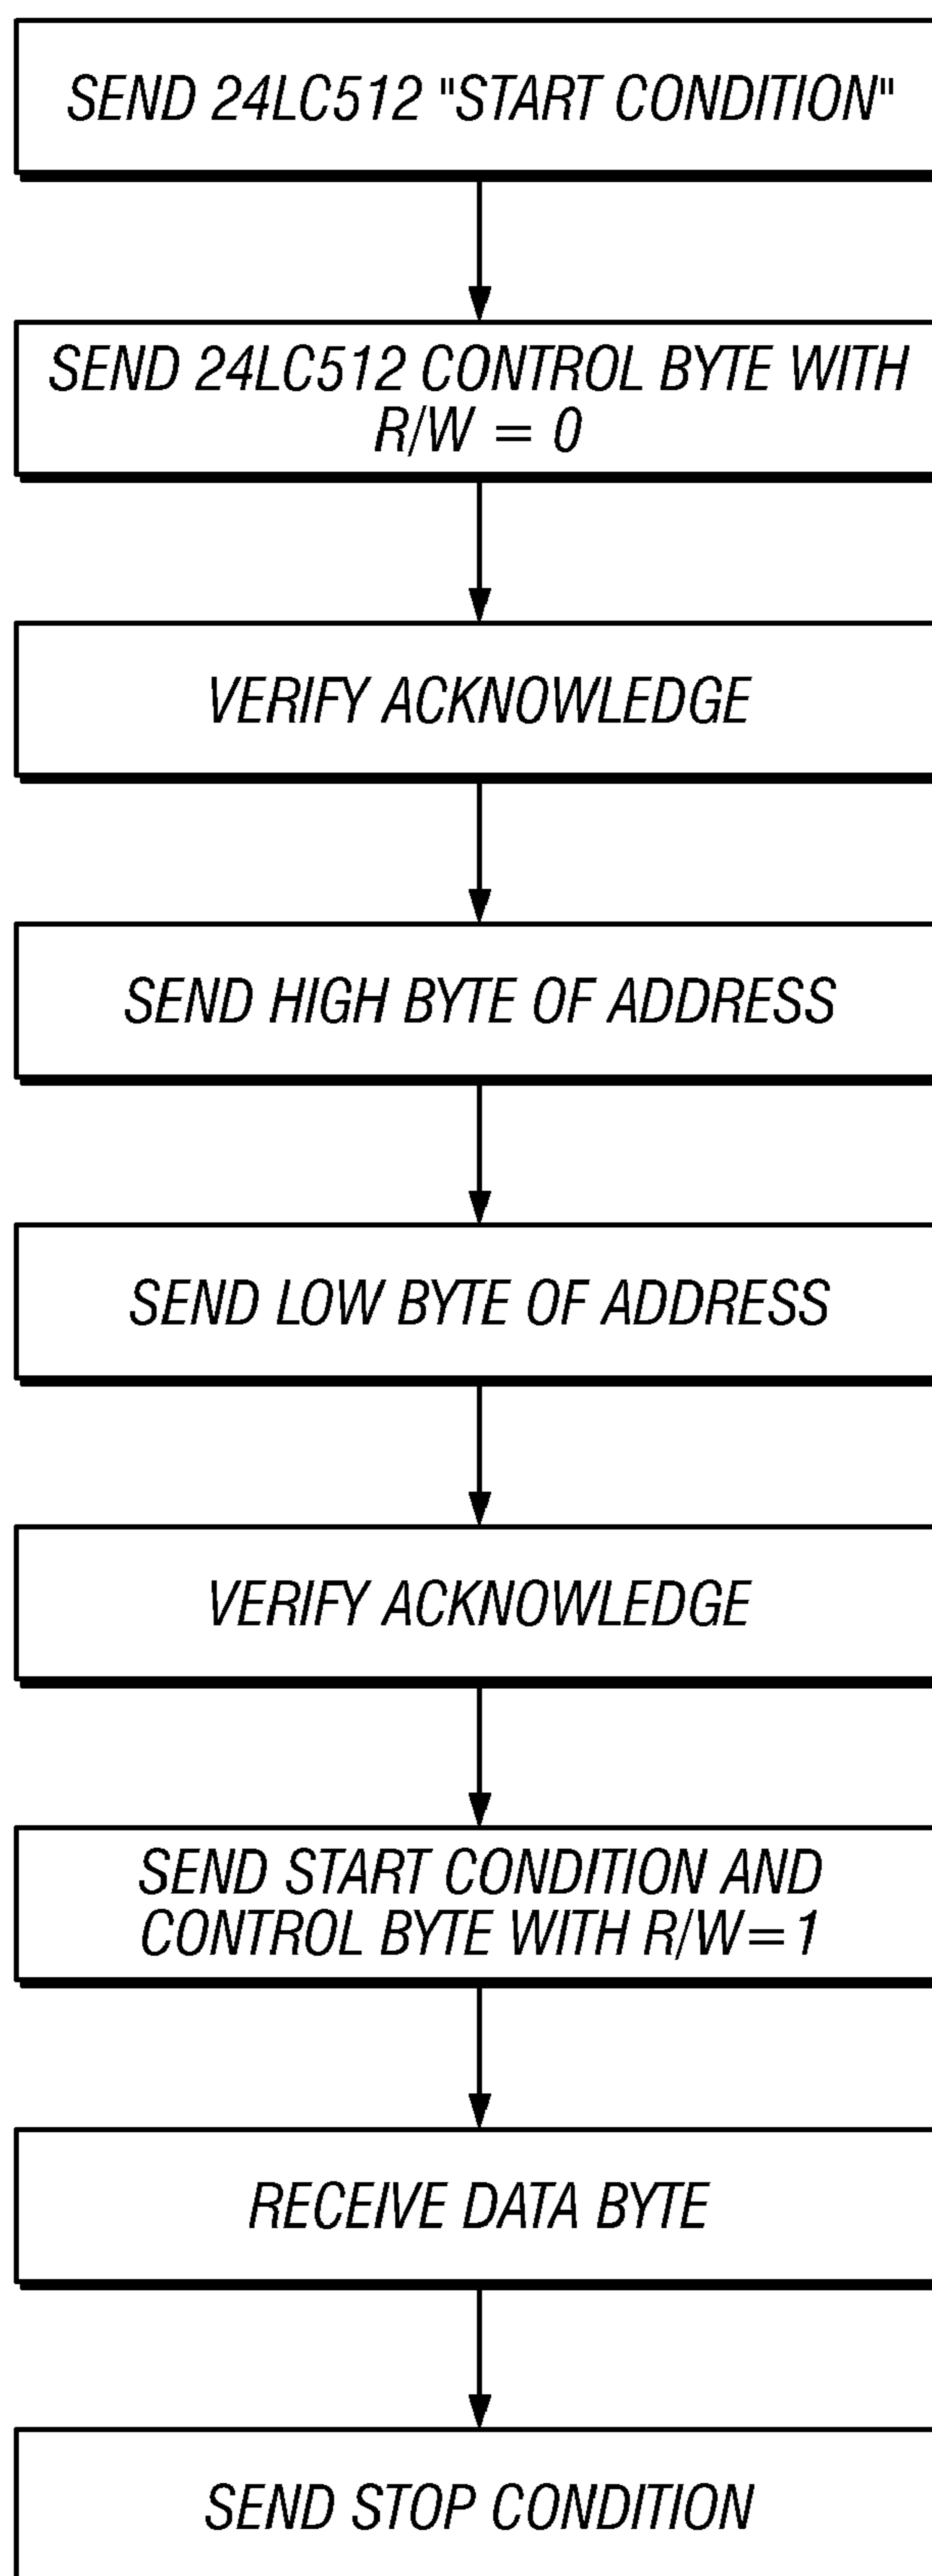 SEND 24LC512 "START CONDITION"
SEND 24LC512 CONTROL BYTE WITH
R/W = 0
VERIFY ACKNOWLEDGE
SEND HIGH BYTE OF ADDRESS
SEND LOW BYTE OF ADDRESS
VERIFY ACKNOWLEDGE
SEND START CONDITION AND
CONTROL BYTE WITH R/W=1
RECEIVE DATA BYTE
SEND STOP CONDITION